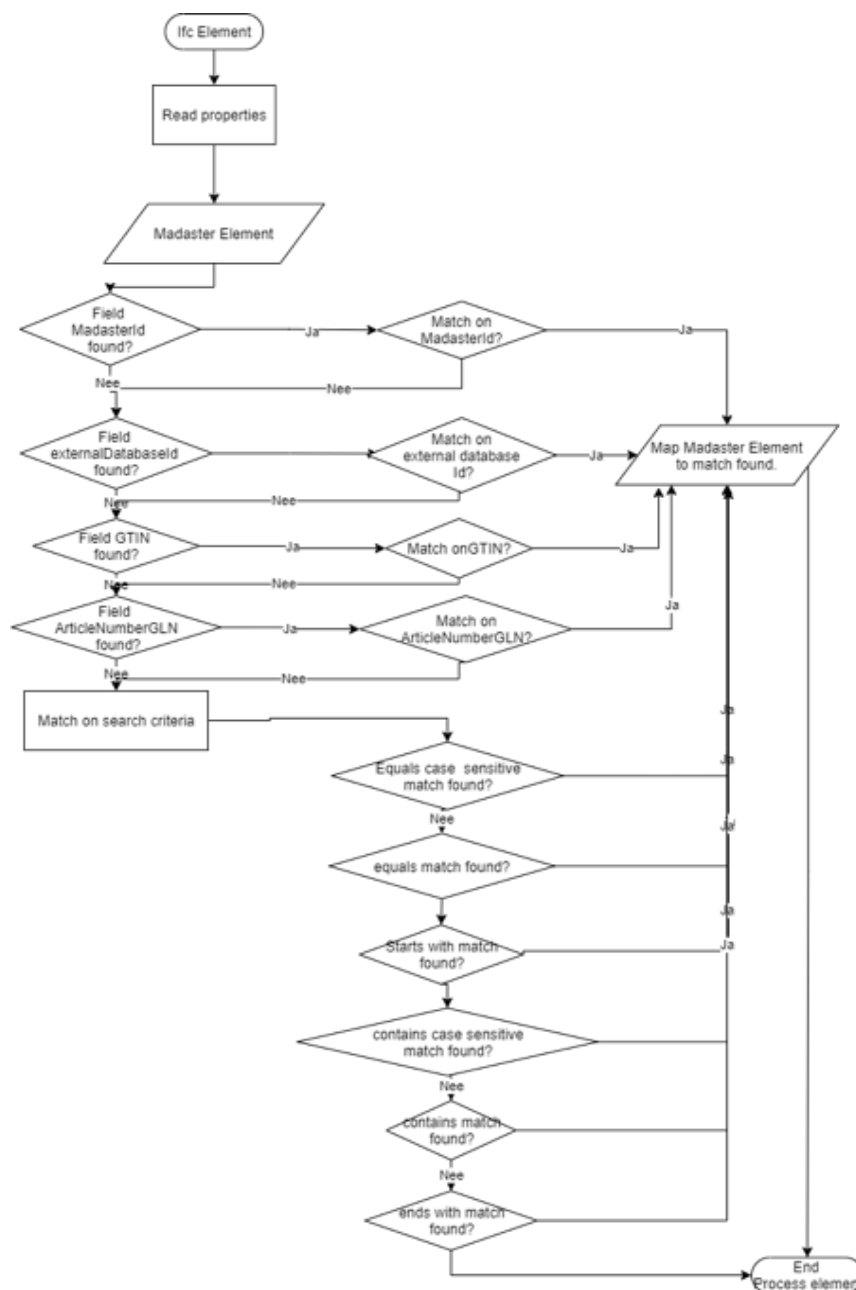 Ifc Element
Read properties
Madaster Element
Field
MadasterId
found?
Ja
Match on
MadasterId?
Ja
Nee
Nee
Field
externalDatabaseId
found?
Match on
external database
Id?
Ja
Map Madaster Element
to match found.
Nee
Nee
Field GTIN
found?
Ja
Match onGTIN?
Ja
Nee
Nee
Field
ArticleNumberGLN
found?
Ja
Match on
ArticleNumberGLN?
Ja
Nee
Nee
Match on search criteria
Ja
Equals case sensitive
match found?
Ja
Nee
Ja
equals match found?
Ja
Starts with match
found?
Ja
contains case sensitive
match found?
Nee
contains match
found?
Nee
ends with match
found?
End
Process elemen